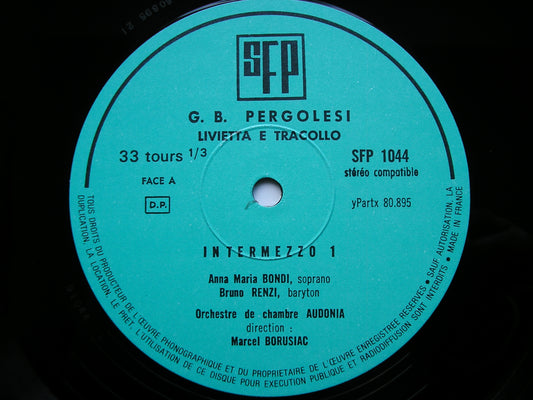 SFP
G. B. PERGOLESI
LIVIETTA E TRACOLLO
33 tours 1/3
SFP 1044
FACE A
stéréo compatible
D.P.
yPartx 80.895
INTERMEZZO 1
Anna Maria BONDI, soprano
Bruno RENZI, baryton
Orchestre de chambre AUDONIA
direction :
Marcel BORUSIAC
TOUS DROITS DU PRODUCTEUR DE L'ŒUVRE PHONOGRAPHIQUE ET DU PROPRIETAIRE DE L'ŒUVRE ENREGISTREE RESERVES • SAUF AUTORISATION, LA
DUPLICATION, LA LOCATION, LE PRET, L'UTILISATION DE CE DISQUE POUR EXECUTION PUBLIQUE ET RADIODIFFUSION SONT INTERDITS • MADE IN FRANCE